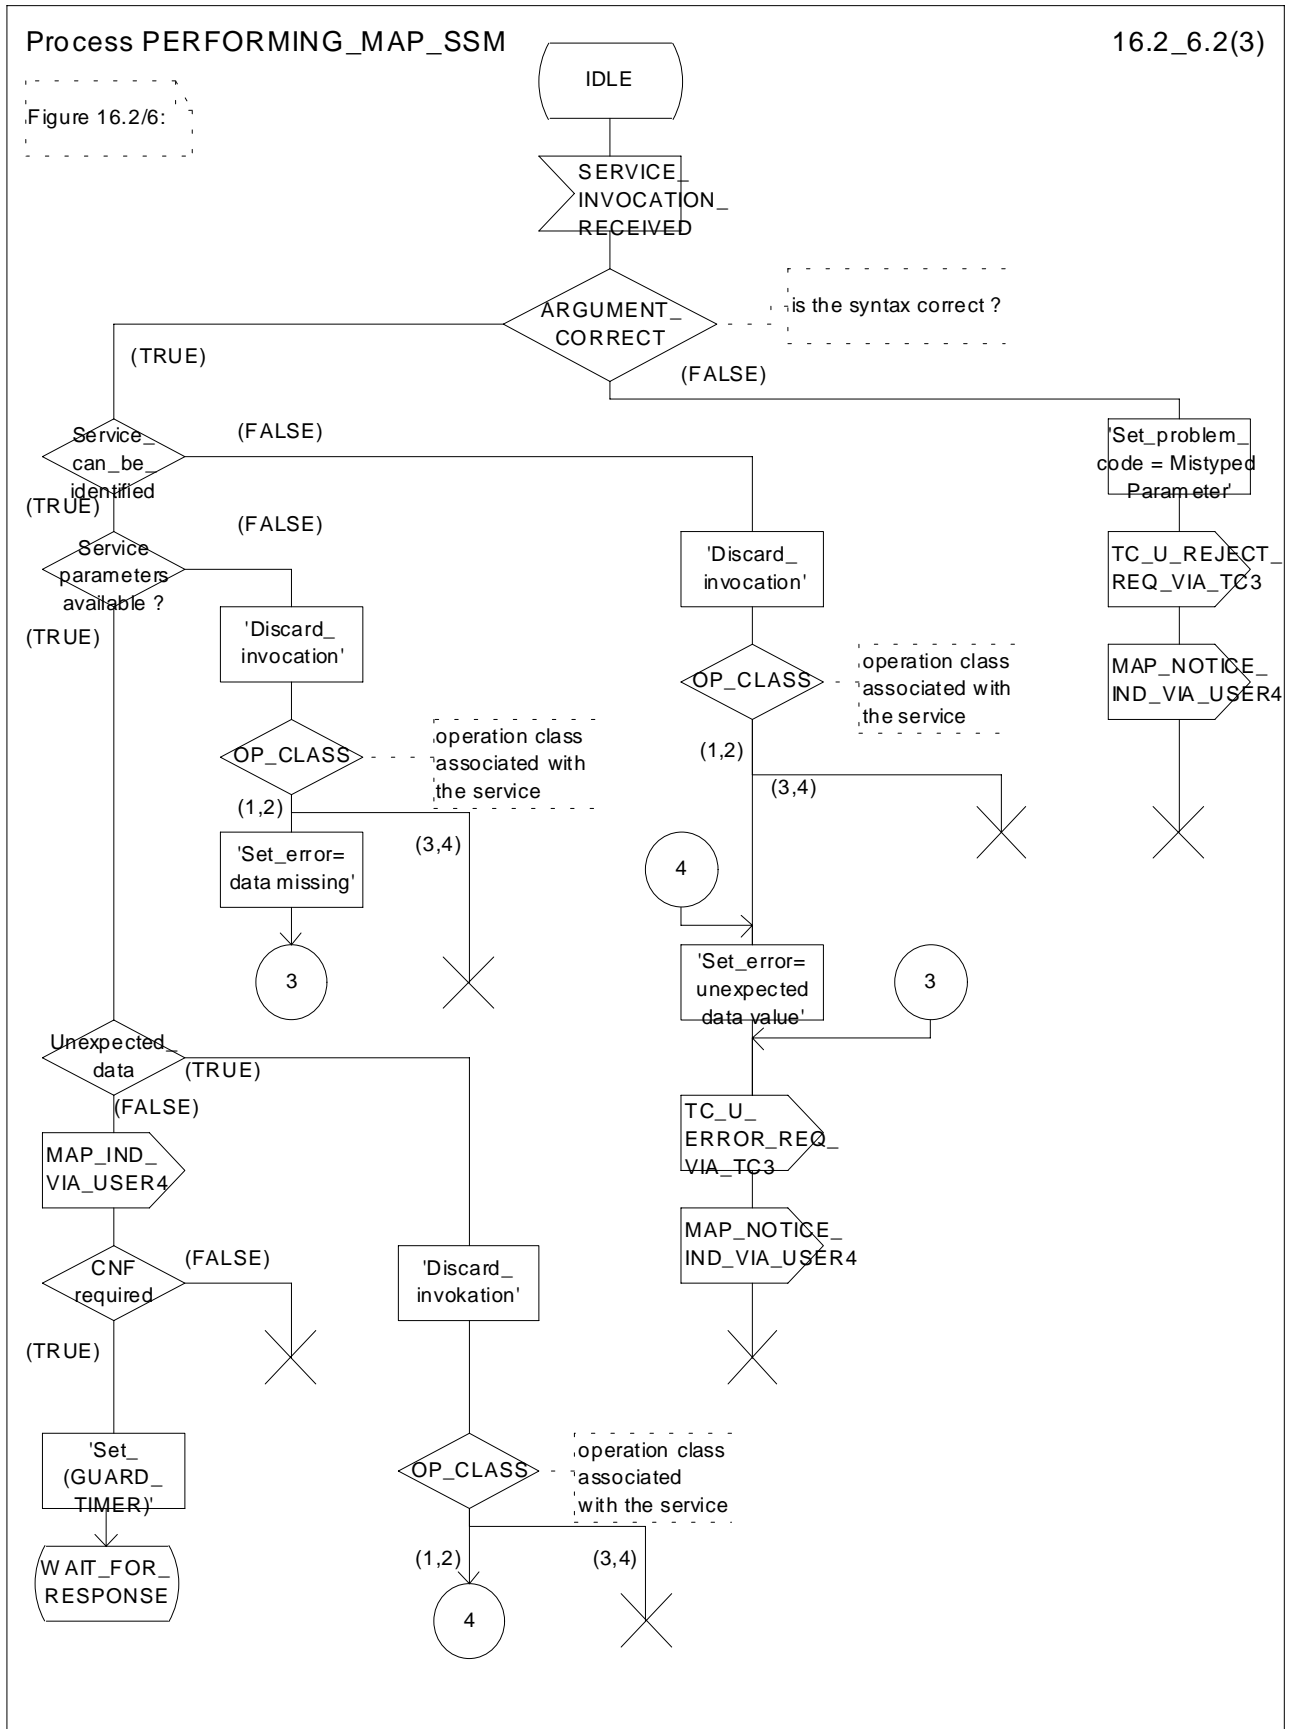 Process PERFORMING_MAP_SSM
16.2_6.2(3)
Figure 16.2/6:
IDLE
SERVICE_
INVOCATION_
RECEIVED
ARGUMENT_
CORRECT
is the syntax correct ?
(TRUE)
(FALSE)
Service_
can_be_
identified
(FALSE)
'Set_problem_
code = Mistyped
Parameter'
(TRUE)
(FALSE)
Service
parameters
available ?
'Discard_
invocation'
TC_U_REJECT_
REQ_VIA_TC3
(TRUE)
'Discard_
invocation'
OP_CLASS
operation class
associated with
the service
MAP_NOTICE_
IND_VIA_USER4
OP_CLASS
operation class
associated with
the service
(1,2)
(3,4)
(1,2)
(3,4)
'Set_error=
data missing'
4
3
'Set_error=
unexpected
data value'
3
Unexpected_
data
(TRUE)
(FALSE)
TC_U_
ERROR_REQ_
VIA_TC3
MAP_IND_
VIA_USER4
MAP_NOTICE_
IND_VIA_USER4
CNF
required
(FALSE)
'Discard_
invokation'
(TRUE)
'Set_
(GUARD_
TIMER)'
OP_CLASS
operation class
associated
with the service
(1,2)
(3,4)
WAIT_FOR_
RESPONSE
4